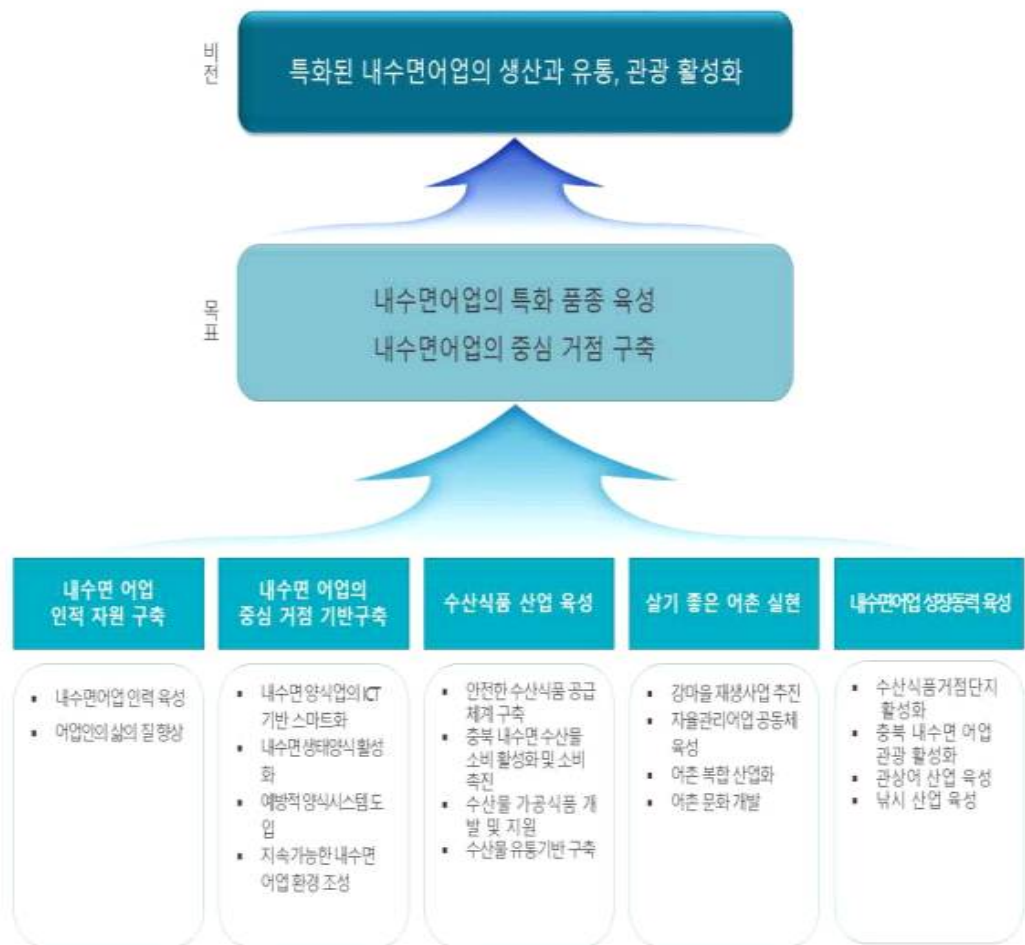 비전
특화된 내수면어업의 생산과 유통, 관광 활성화
목표
내수면어업의 특화 품종 육성
내수면어업의 중심 거점 구축
내수면 어업
인적 자원 구축
▪ 내수면어업 인력 육성
▪ 어업인의 삶의 질 향상
내수면 어업의
중심 거점 기반구축
▪ 내수면 양식업의 ICT
기반 스마트화
▪ 내수면 생태양식 활성
화
▪ 예방적 양식시스템 도
입
▪ 지속가능한 내수면
어업 환경 조성
수산식품 산업 육성
▪ 안전한 수산식품 공급
체계 구축
▪ 충북 내수면 수산물
소비 활성화 및 소비
촉진
▪ 수산물 가공식품 개
발 및 지원
▪ 수산물 유통기반 구축
살기 좋은 어촌 실현
▪ 강마을 재생사업 추진
▪ 자율관리어업 공동체
육성
▪ 어촌 복합 산업화
▪ 어촌 문화 개발
내수면어업 성장동력 육성
▪ 수산식품거점단지
활성화
▪ 충북 내수면 어업
관광 활성화
▪ 관상어 산업 육성
▪ 낚시 산업 육성